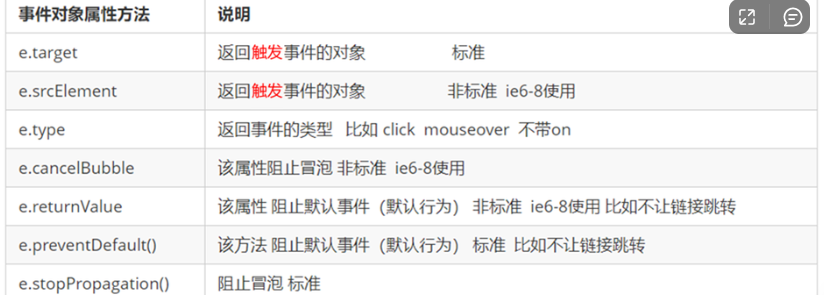 事件对象属性方法 说明
e.target 返回触发事件的对象 标准
e.srcElement 返回触发事件的对象 非标准 ie6-8使用
e.type 返回事件的类型 比如 click mouseover 不带on
e.cancelBubble 该属性阻止冒泡 非标准 ie6-8使用
e.returnValue 该属性 阻止默认事件（默认行为） 非标准 ie6-8使用 比如不让链接跳转
e.preventDefault() 该方法 阻止默认事件（默认行为） 标准 比如不让链接跳转
e.stopPropagation() 阻止冒泡 标准